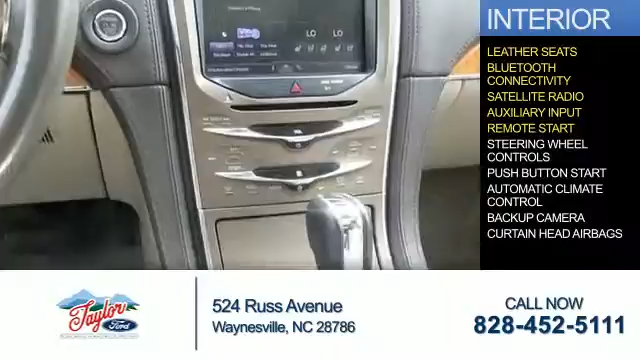 INTERIOR
LEATHER SEATS
BLUETOOTH
CONNECTIVITY
SATELLITE RADIO
AUXILIARY INPUT
REMOTE START
STEERING WHEEL
CONTROLS
PUSH BUTTON START
AUTOMATIC CLIMATE
CONTROL
BACKUP CAMERA
CURTAIN HEAD AIRBAGS
LO LO
Taylor
Ford
524 Russ Avenue
Waynesville, NC 28786
CALL NOW
828-452-5111